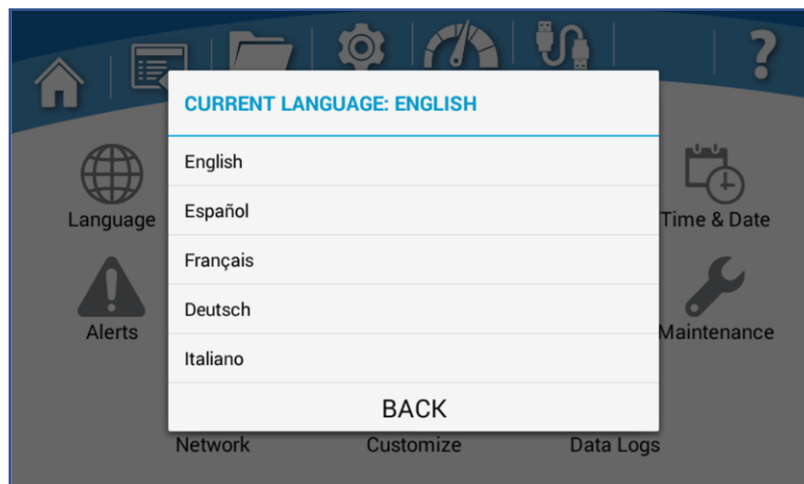 CURRENT LANGUAGE: ENGLISH
English
Español
Français
Deutsch
Italiano
BACK
Language
Time & Date
Alerts
Maintenance
Network
Customize
Data Logs
?